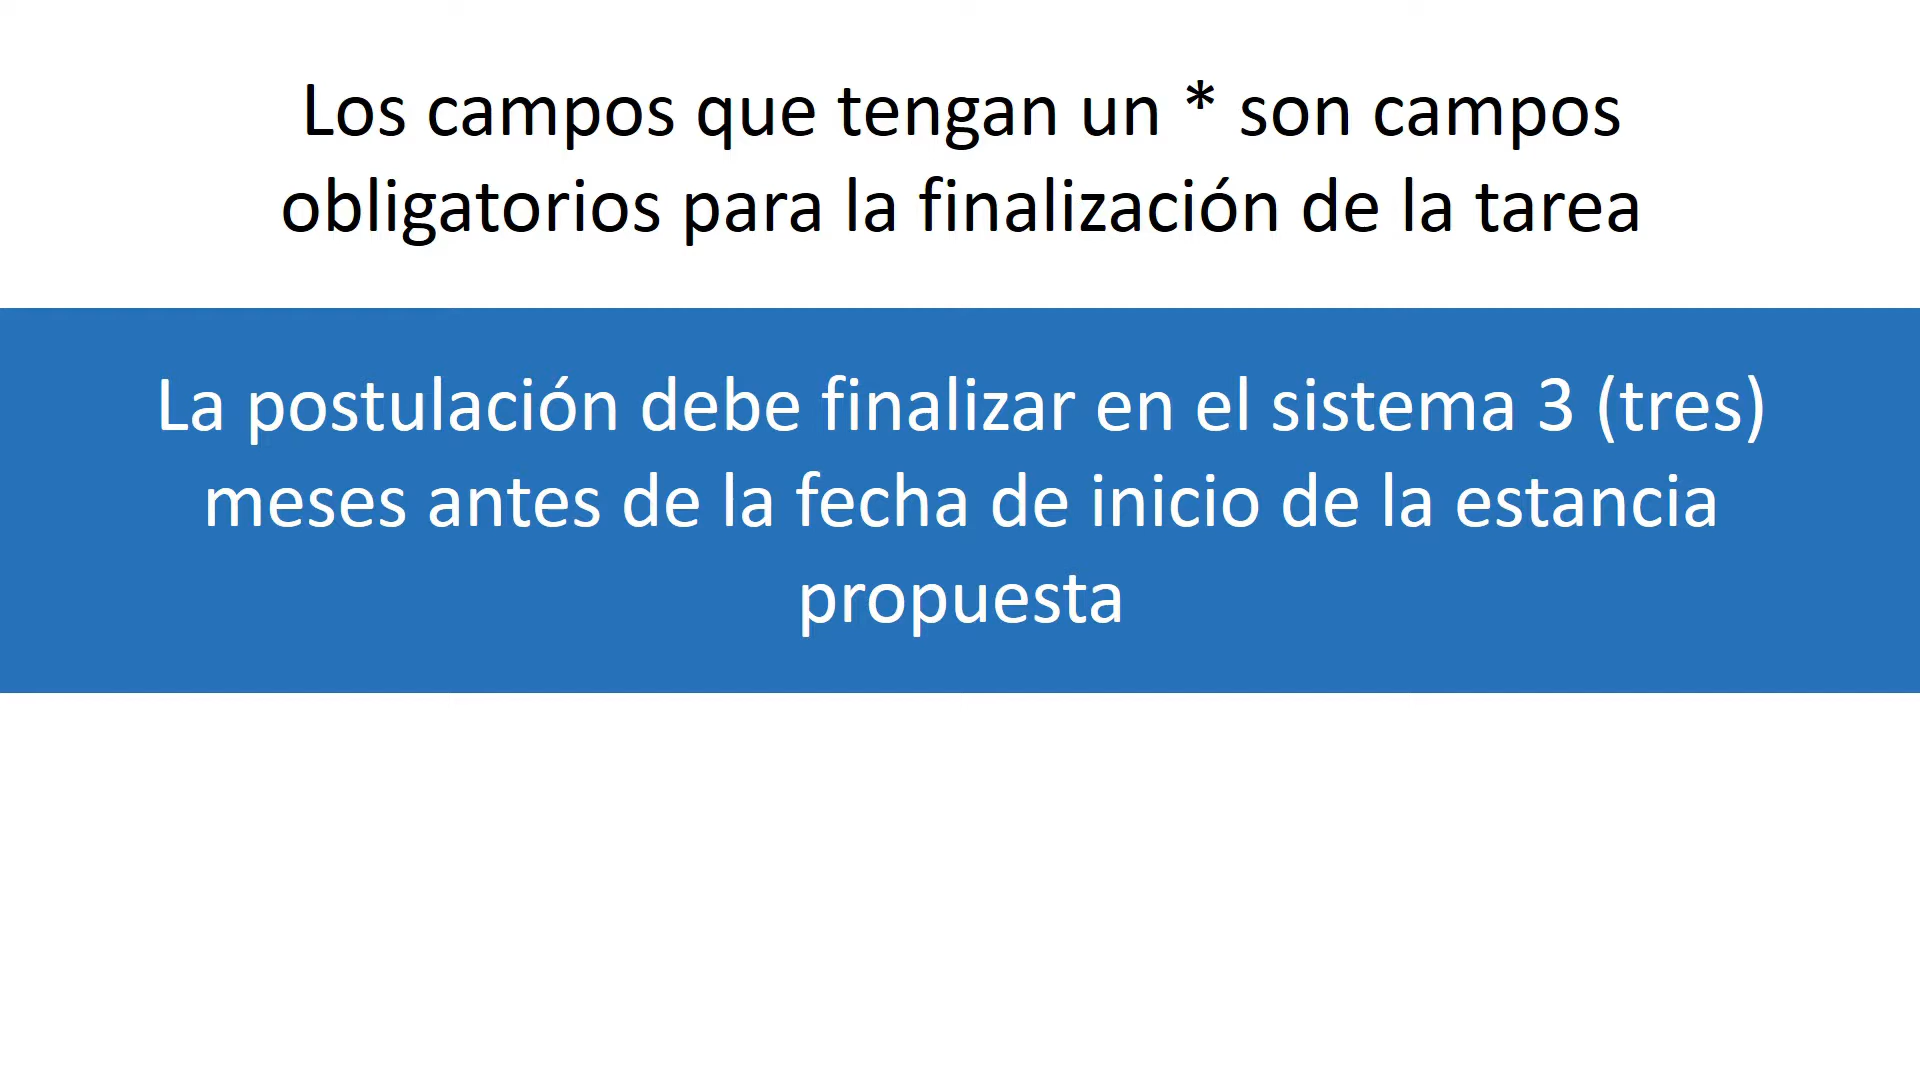 Los campos que tengan un * son campos
obligatorios para la finalización de la tarea
La postulación debe finalizar en el sistema 3 (tres)
meses antes de la fecha de inicio de la estancia
propuesta